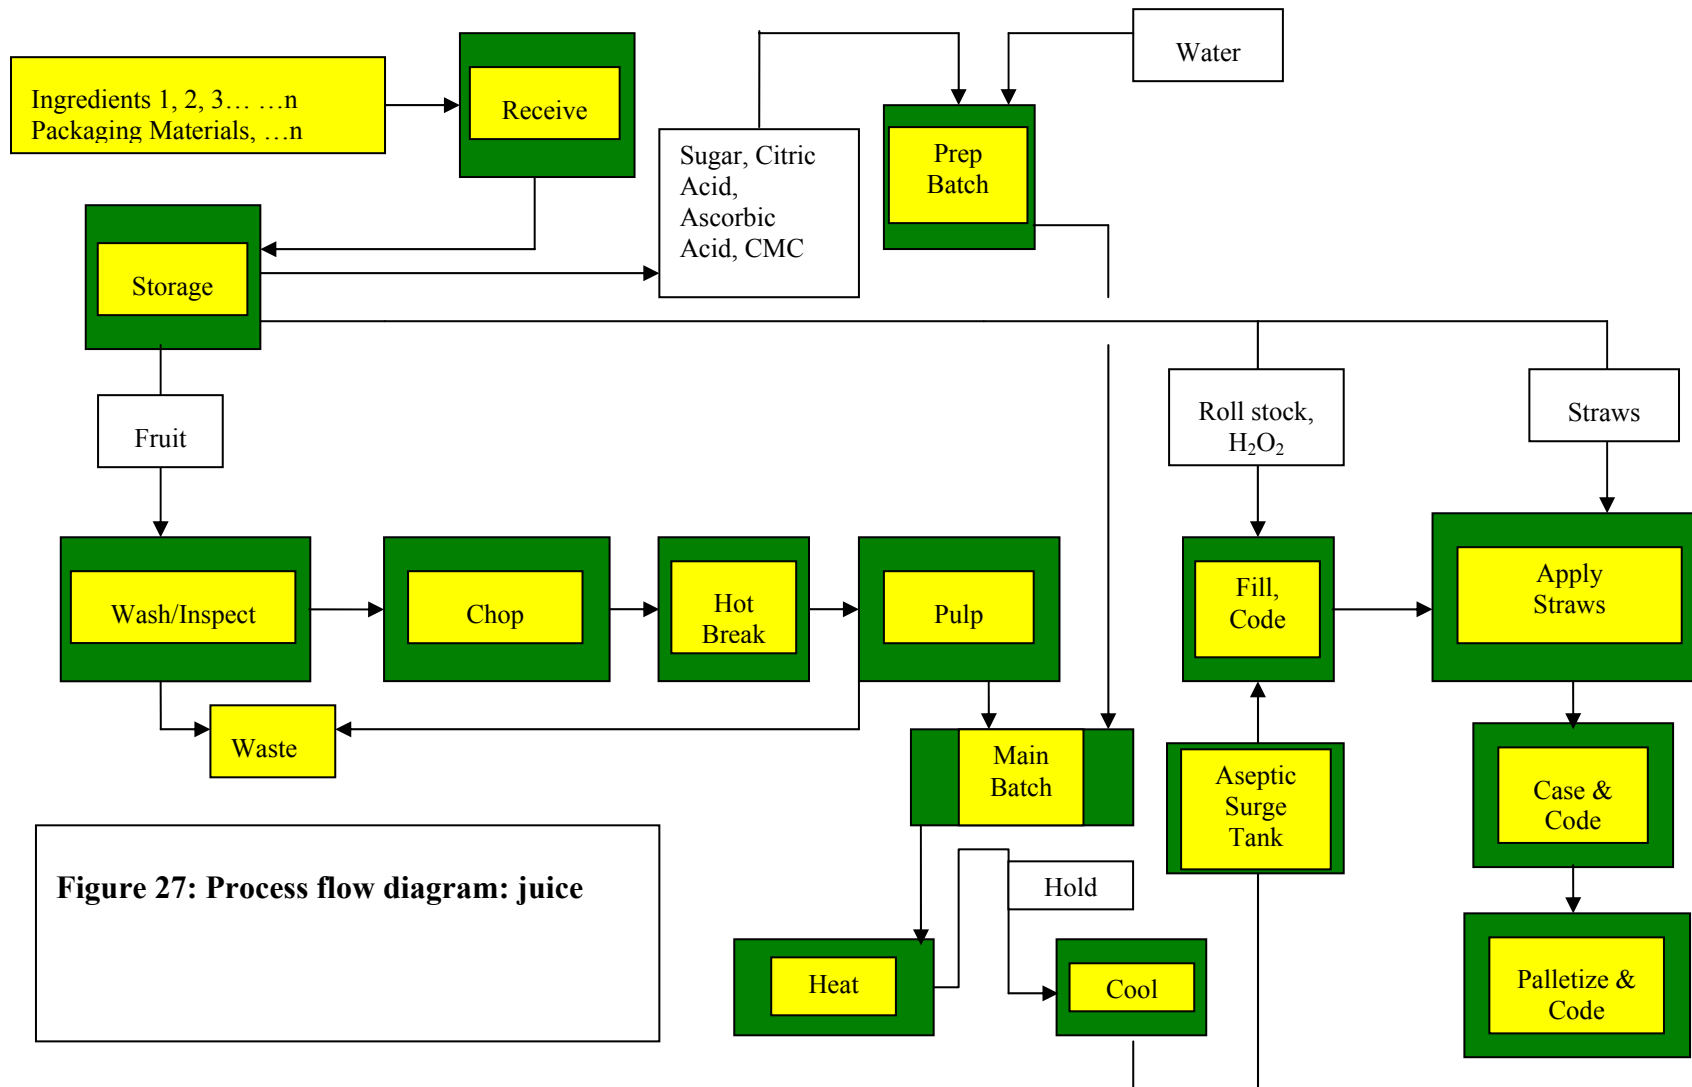 Water
Ingredients 1, 2, 3… …n
Packaging Materials, …n
Receive
Sugar, Citric
Acid,
Ascorbic
Acid, CMC
Prep
Batch
Storage
Fruit
Roll stock,
H₂O₂
Straws
Wash/Inspect
Chop
Hot
Break
Pulp
Fill,
Code
Apply
Straws
Waste
Main
Batch
Aseptic
Surge
Tank
Case &
Code
Figure 27: Process flow diagram: juice
Hold
Heat
Cool
Palletize &
Code